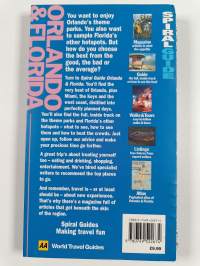 ORLANDO
& FLORIDA
SPIRAL GUIDE
You want to enjoy
Orlando's theme
parks. You also want
to sample Florida's
other hotspots. But
how do you choose
the best from the
good, the bad or
the average?
Turn to Spiral Guide Orlando
& Florida. You'll find the
very best of Orlando, plus
Miami, the Keys and the
west coast, distilled into
perfectly planned days.
You'll also find the full, inside track on
the theme parks and Florida's other
hotspots – what to see, how to see
them and how to beat the crowds. Just
open up, follow our advice and make
your precious time go further.
A great trip's about treating yourself
too – eating and drinking, shopping,
entertainment. We've hired specialist
writers to recommend the top places
to go.
And remember, travel is – at least
should be – about new experiences.
That's why there's a magazine full of
articles that get beneath the skin of
the region.
Spiral Guides
Making travel fun
AA World Travel Guides
Magazine
Guide
Walks & Tours
Listings
Atlas
£9.99